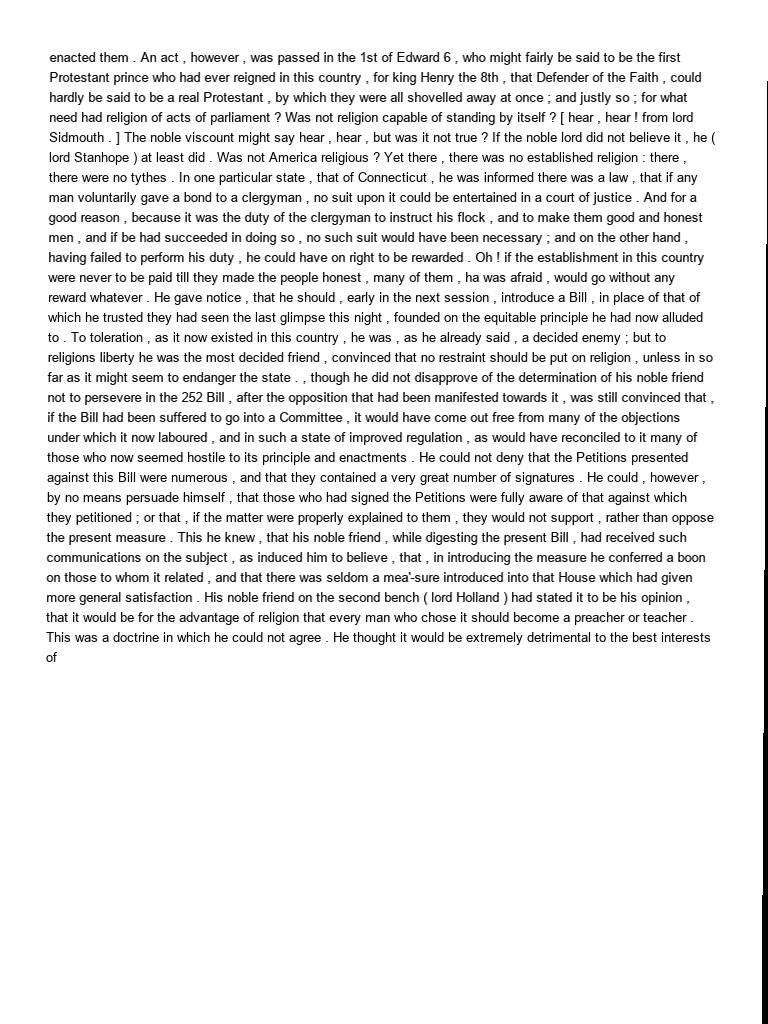 enacted them . An act , however , was passed in the 1st of Edward 6 , who might fairly be said to be the first
Protestant prince who had ever reigned in this country , for king Henry the 8th , that Defender of the Faith , could
hardly be said to be a real Protestant , by which they were all shovelled away at once ; and justly so ; for what
need had religion of acts of parliament ? Was not religion capable of standing by itself ? [ hear , hear ! from lord
Sidmouth . ] The noble viscount might say hear , hear , but was it not true ? If the noble lord did not believe it , he (
lord Stanhope ) at least did . Was not America religious ? Yet there , there was no established religion : there ,
there were no tythes . In one particular state , that of Connecticut , he was informed there was a law , that if any
man voluntarily gave a bond to a clergyman , no suit upon it could be entertained in a court of justice . And for a
good reason , because it was the duty of the clergyman to instruct his flock , and to make them good and honest
men , and if be had succeeded in doing so , no such suit would have been necessary ; and on the other hand ,
having failed to perform his duty , he could have on right to be rewarded . Oh ! if the establishment in this country
were never to be paid till they made the people honest , many of them , ha was afraid , would go without any
reward whatever . He gave notice , that he should , early in the next session , introduce a Bill , in place of that of
which he trusted they had seen the last glimpse this night , founded on the equitable principle he had now alluded
to . To toleration , as it now existed in this country , he was , as he already said , a decided enemy ; but to
religions liberty he was the most decided friend , convinced that no restraint should be put on religion , unless in so
far as it might seem to endanger the state . , though he did not disapprove of the determination of his noble friend
not to persevere in the 252 Bill , after the opposition that had been manifested towards it , was still convinced that ,
if the Bill had been suffered to go into a Committee , it would have come out free from many of the objections
under which it now laboured , and in such a state of improved regulation , as would have reconciled to it many of
those who now seemed hostile to its principle and enactments . He could not deny that the Petitions presented
against this Bill were numerous , and that they contained a very great number of signatures . He could , however ,
by no means persuade himself , that those who had signed the Petitions were fully aware of that against which
they petitioned ; or that , if the matter were properly explained to them , they would not support , rather than oppose
the present measure . This he knew , that his noble friend , while digesting the present Bill , had received such
communications on the subject , as induced him to believe , that , in introducing the measure he conferred a boon
on those to whom it related , and that there was seldom a mea'-sure introduced into that House which had given
more general satisfaction . His noble friend on the second bench ( lord Holland ) had stated it to be his opinion ,
that it would be for the advantage of religion that every man who chose it should become a preacher or teacher .
This was a doctrine in which he could not agree . He thought it would be extremely detrimental to the best interests
of